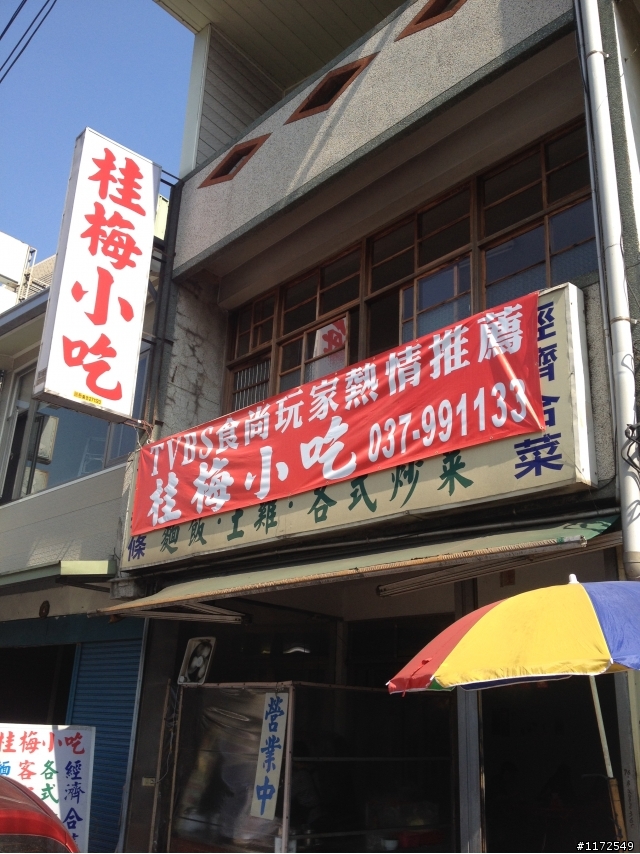 桂梅小吃
TVBS食尚玩家熱情推薦
桂梅小吃 037-991133
經濟合菜
條 麵飯·土雞·各式炒菜
營業中
桂梅小吃
麵客各
式
經濟合
#1172549